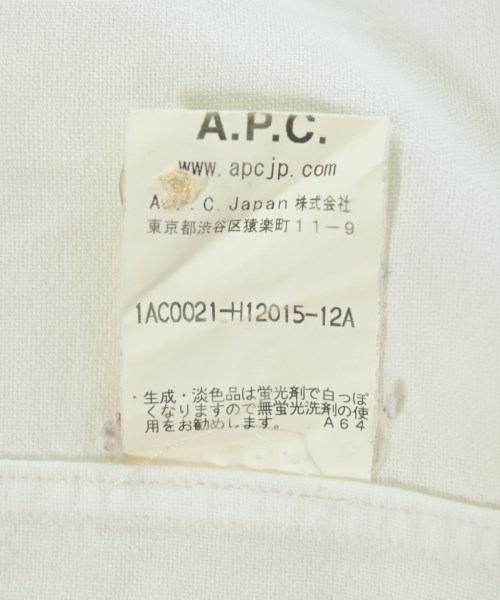 A.P.C.
www.apcjp.com
A.P.C.Japan 株式会社
東京都渋谷区猿楽町11-9
1AC0021-H12015-12A
・生成・淡色品は蛍光剤で白っぽ
くなりますので無蛍光洗剤の使
用をお勧めします。 A64